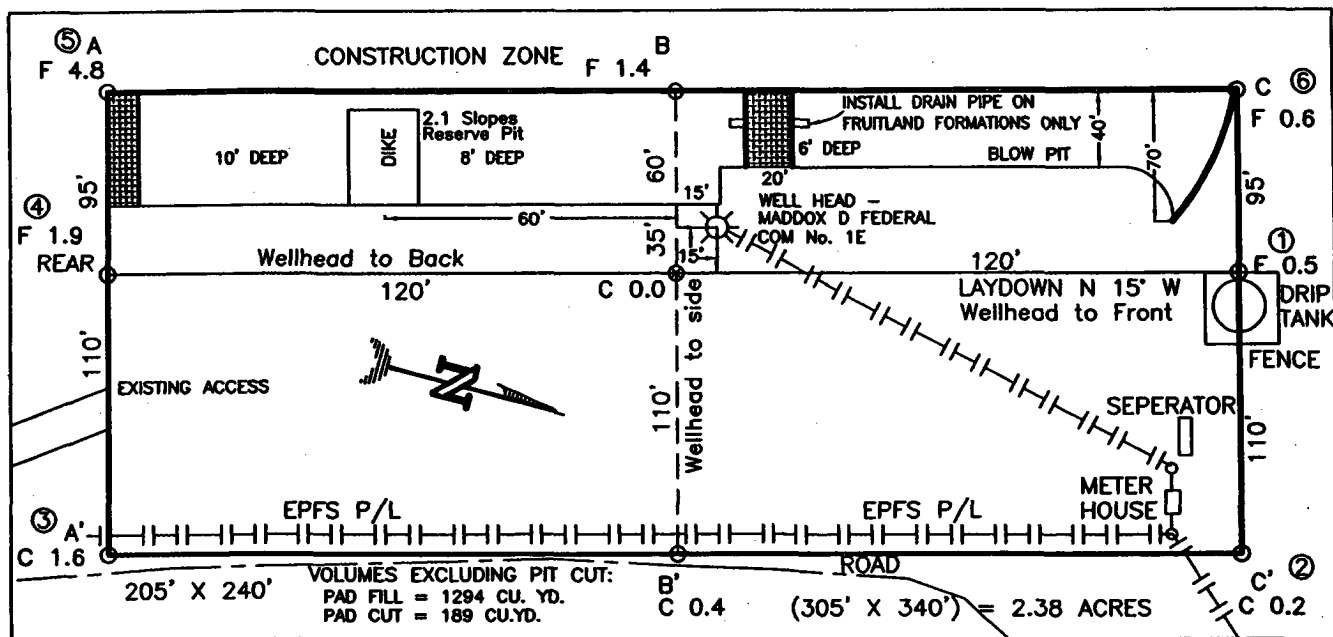 ⑤ A
F 4.8
CONSTRUCTION ZONE
B
F 1.4
C ⑥
F 0.6
INSTALL DRAIN PIPE ON
FRUITLAND FORMATIONS ONLY
2.1 Slopes
Reserve Pit
DIKE
10' DEEP
8' DEEP
6' DEEP
BLOW PIT
40'
70'
95'
60'
95'
20'
15'
WELL HEAD –
MADDOX D FEDERAL
COM No. 1E
④
F 1.9
REAR
60'
35'
15'
Wellhead to Back
120'
C 0.0
120'
LAYDOWN N 15° W
Wellhead to Front
①
F 0.5
DRIP
TANK
FENCE
110'
EXISTING ACCESS
N
110'
Wellhead to side
SEPERATOR
110'
METER
HOUSE
EPFS P/L
EPFS P/L
③ A'
C 1.6
ROAD
205' X 240'
VOLUMES EXCLUDING PIT CUT:
PAD FILL = 1294 CU. YD.
PAD CUT = 189 CU.YD.
B'
C 0.4
(305' X 340') = 2.38 ACRES
C' ②
C 0.2